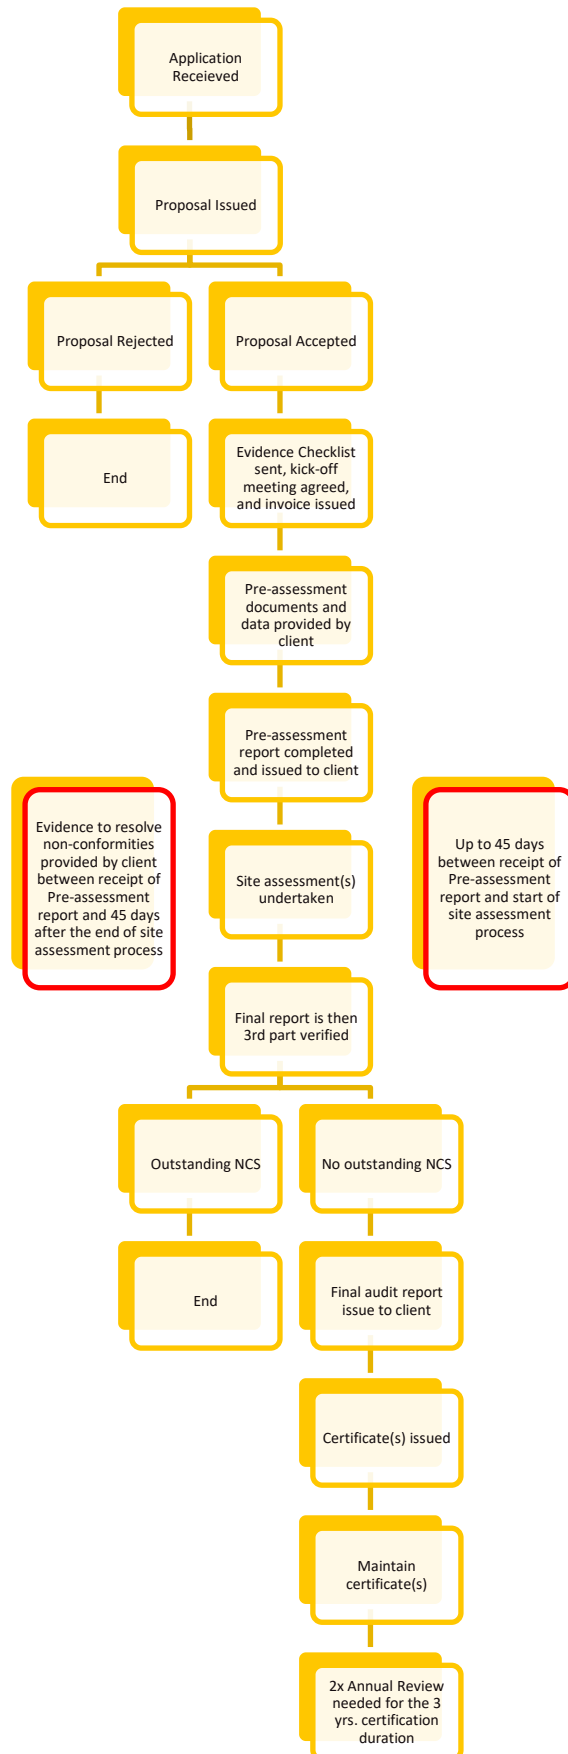 Application
Receieved
Proposal Issued
Proposal Rejected
Proposal Accepted
End
Evidence Checklist
sent, kick-off
meeting agreed,
and invoice issued
Pre-assessment
documents and
data provided by
client
Pre-assessment
report completed
and issued to client
Evidence to resolve
non-conformities
provided by client
between receipt of
Pre-assessment
report and 45 days
after the end of site
assessment process
Up to 45 days
between receipt of
Pre-assessment
report and start of
site assessment
process
Site assessment(s)
undertaken
Final report is then
3rd part verified
Outstanding NCS
No outstanding NCS
End
Final audit report
issue to client
Certificate(s) issued
Maintain
certificate(s)
2x Annual Review
needed for the 3
yrs. certification
duration